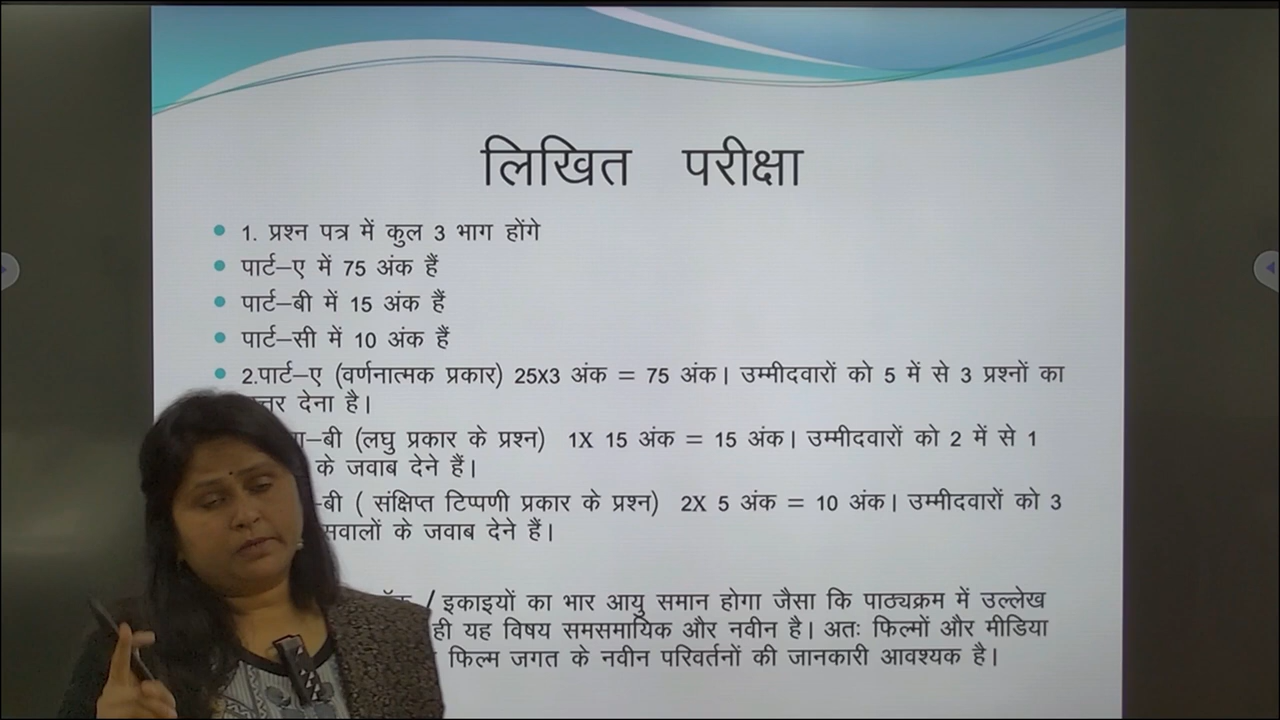 लिखित परीक्षा
1. प्रश्न पत्र में कुल 3 भाग होंगे
पार्ट–ए में 75 अंक हैं
पार्ट–बी में 15 अंक हैं
पार्ट–सी में 10 अंक हैं
2.पार्ट–ए (वर्णनात्मक प्रकार) 25X3 अंक = 75 अंक। उम्मीदवारों को 5 में से 3 प्रश्नों का
देना है।
–बी (लघु प्रकार के प्रश्न) 1X 15 अंक = 15 अंक। उम्मीदवारों को 2 में से 1
के जवाब देने हैं।
–बी ( संक्षिप्त टिप्पणी प्रकार के प्रश्न) 2X 5 अंक = 10 अंक। उम्मीदवारों को 3
सवालों के जवाब देने हैं।
/ इकाइयों का भार आयु समान होगा जैसा कि पाठ्यक्रम में उल्लेख
ही यह विषय समसमायिक और नवीन है। अतः फिल्मों और मीडिया
फिल्म जगत के नवीन परिवर्तनों की जानकारी आवश्यक है।